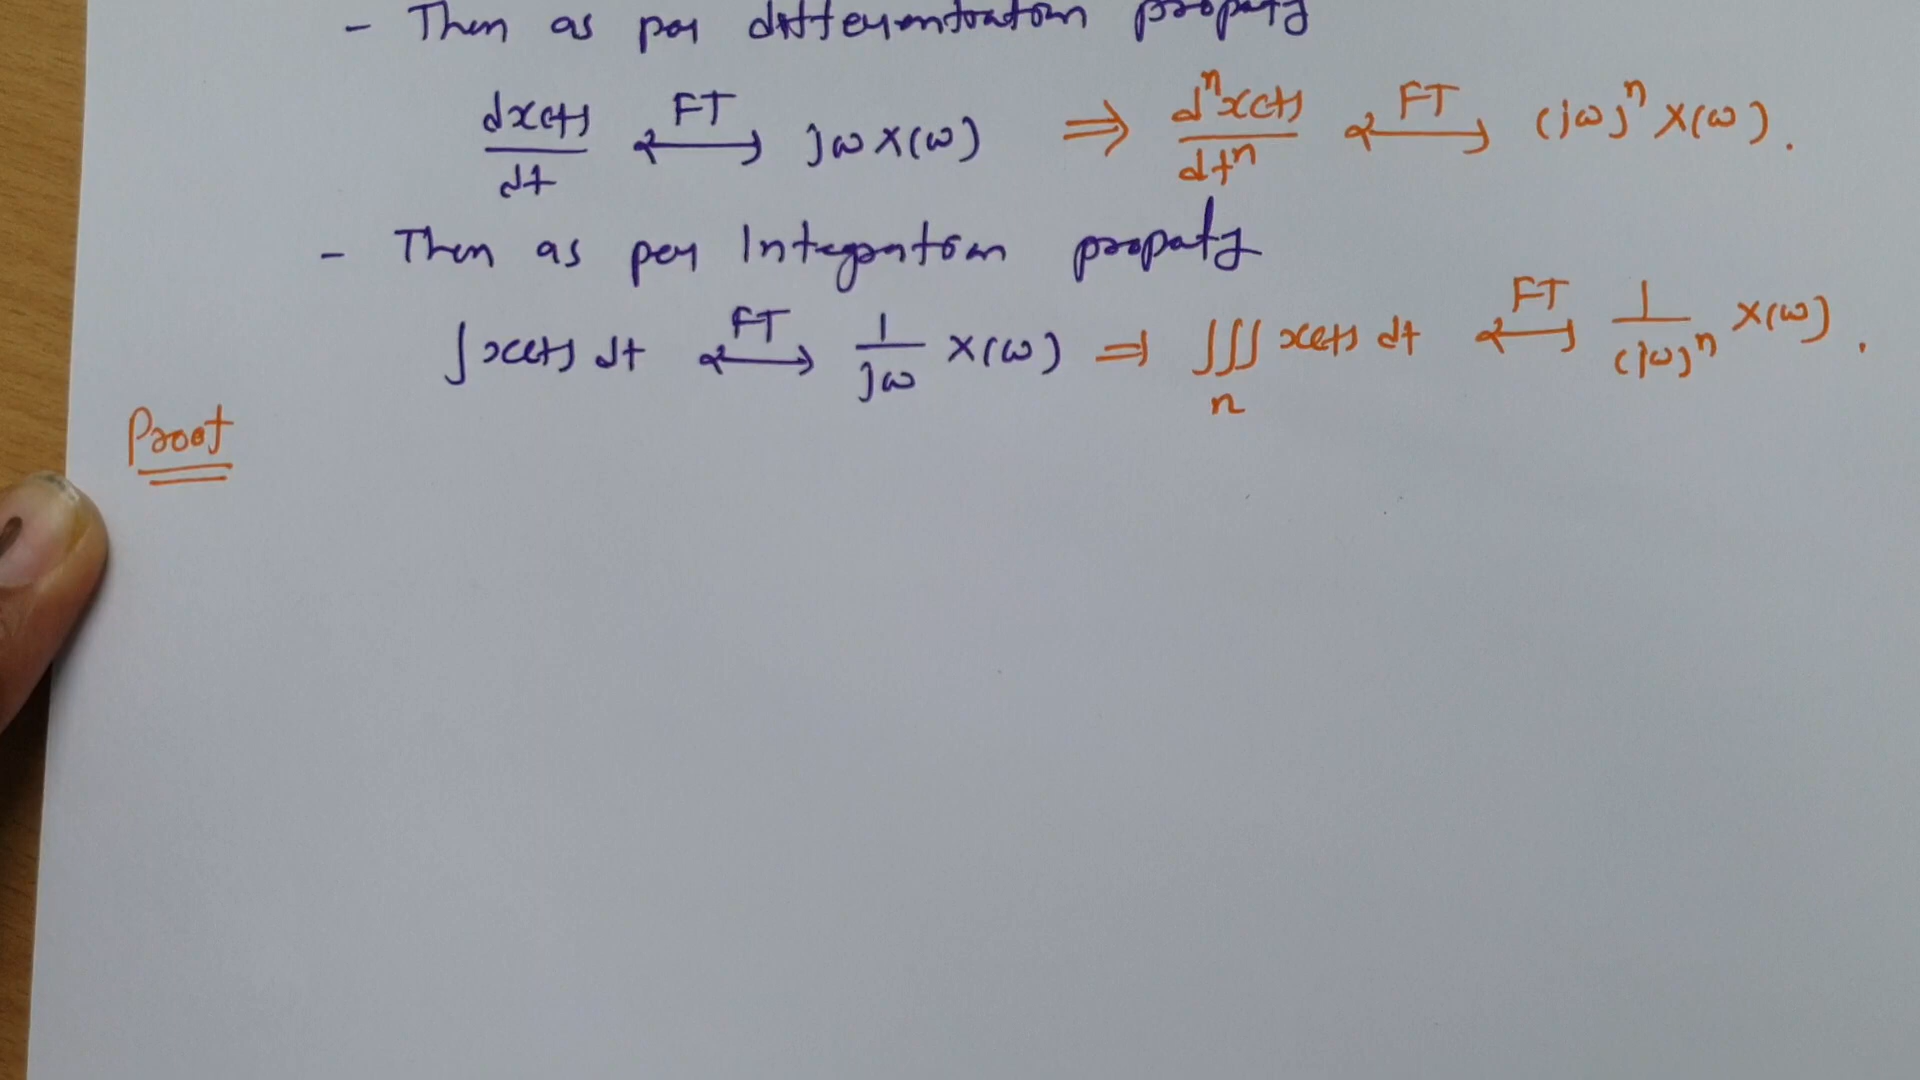 - Then as per differentiation property
dx(t)/dt ⟷FT jωX(ω) ⇒ dⁿx(t)/dtⁿ ⟷FT (jω)ⁿ X(ω).
- Then as per Integration property
∫x(t) dt ⟷FT 1/jω X(ω) ⇒ ∫∫∫n x(t) dt ⟷FT 1/(jω)ⁿ X(ω).
Proof